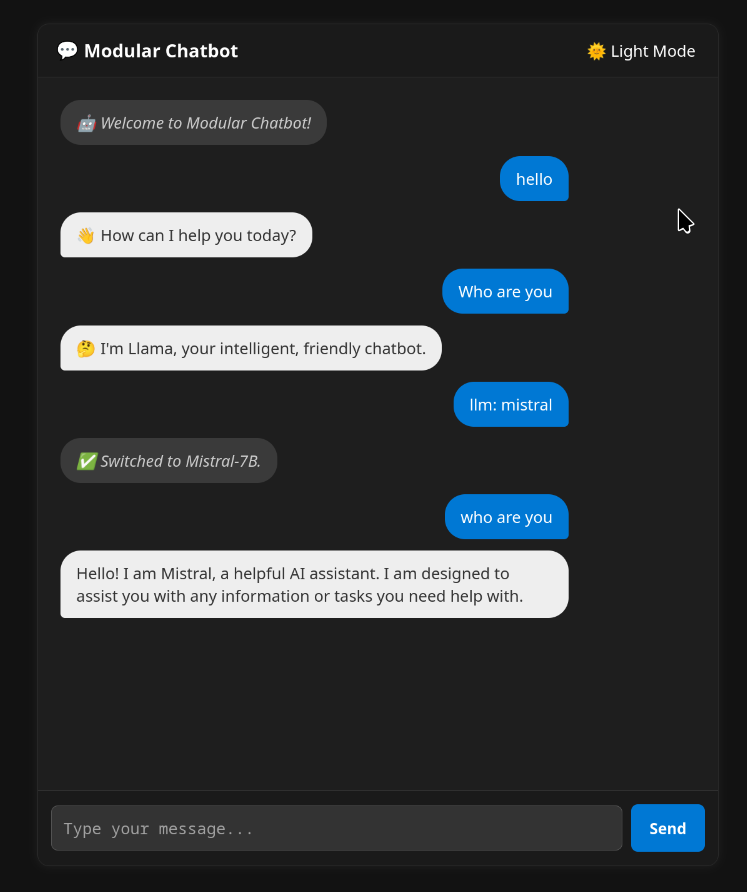 💬 Modular Chatbot
🌞 Light Mode
🤖 Welcome to Modular Chatbot!
hello
👋 How can I help you today?
Who are you
🤔 I'm Llama, your intelligent, friendly chatbot.
llm: mistral
✅ Switched to Mistral-7B.
who are you
Hello! I am Mistral, a helpful AI assistant. I am designed to
assist you with any information or tasks you need help with.
Type your message...
Send